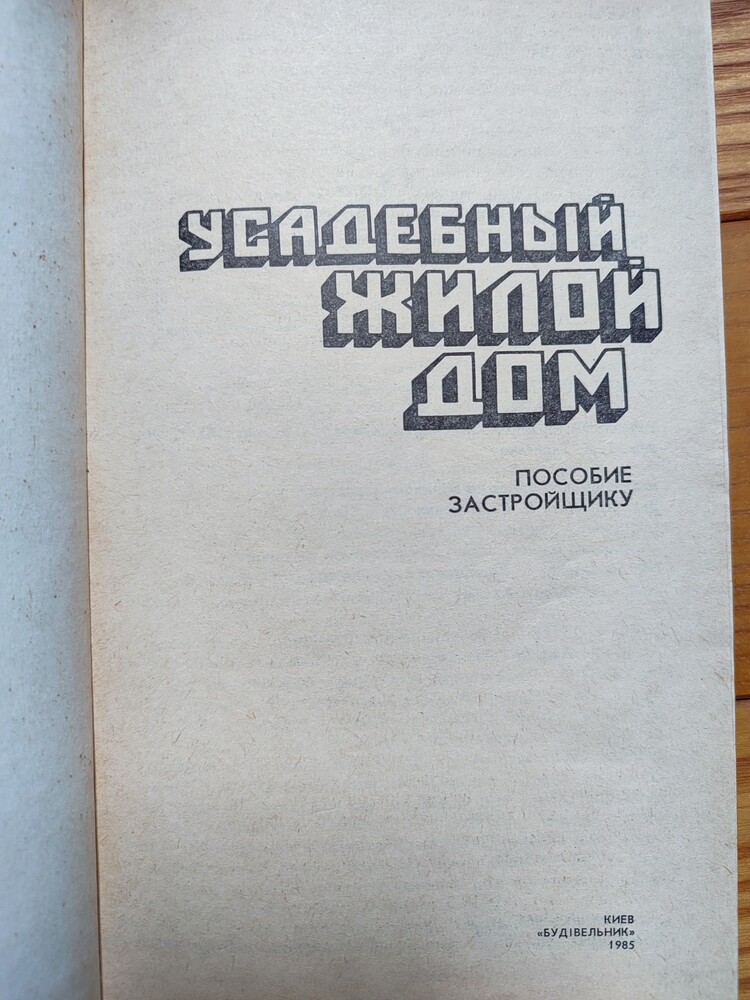 УСАДЕБНЫЙ
ЖИЛОЙ
ДОМ
ПОСОБИЕ
ЗАСТРОЙЩИКУ
КИЕВ
«БУДІВЕЛЬНИК»
1985